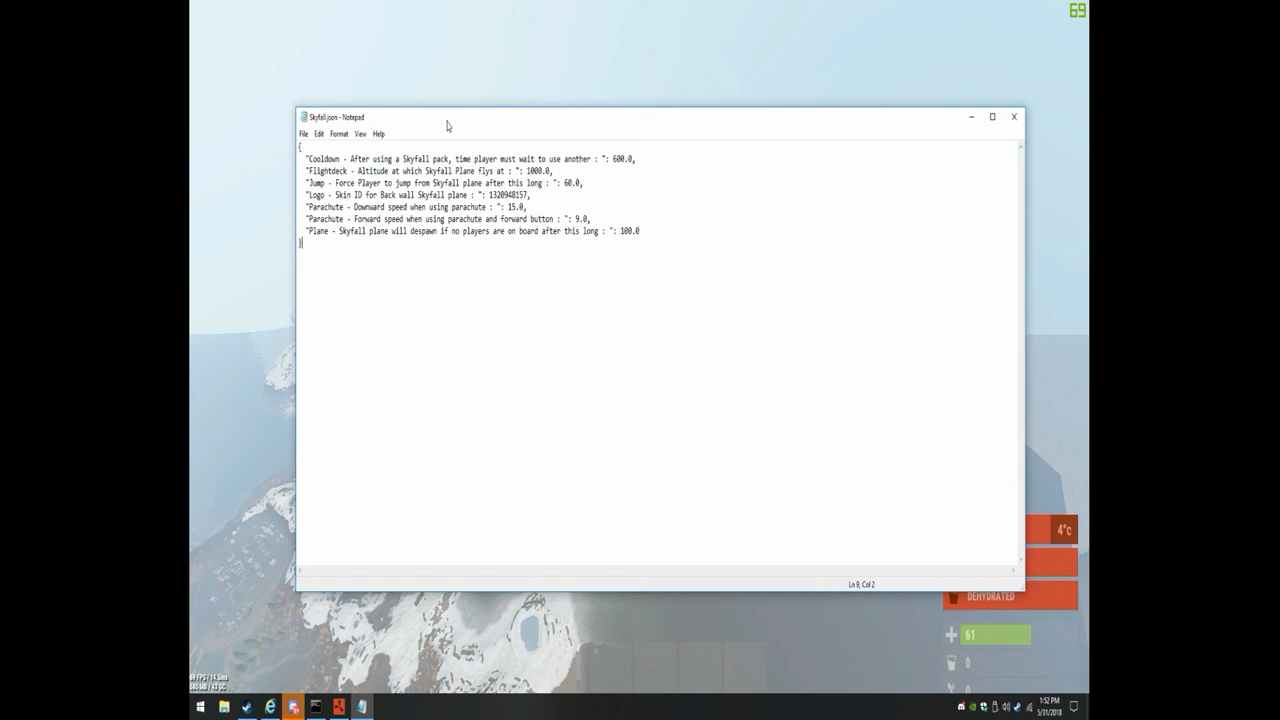 69
Skyfall.json - Notepad
File Edit Format View Help
{
"Cooldown - After using a Skyfall pack, time player must wait to use another : ": 600.0,
"Flightdeck - Altitude at which Skyfall Plane flys at : ": 1000.0,
"Jump - Force Player to jump from Skyfall plane after this long : ": 60.0,
"Logo - Skin ID for Back wall Skyfall plane : ": 1320948157,
"Parachute - Downward speed when using parachute : ": 15.0,
"Parachute - Forward speed when using parachute and forward button : ": 9.0,
"Plane - Skyfall plane will despawn if no players are on board after this long : ": 100.0
}
Ln 9, Col 2
4°c
DEHYDRATED
61
0
1:52 PM
5/31/2018